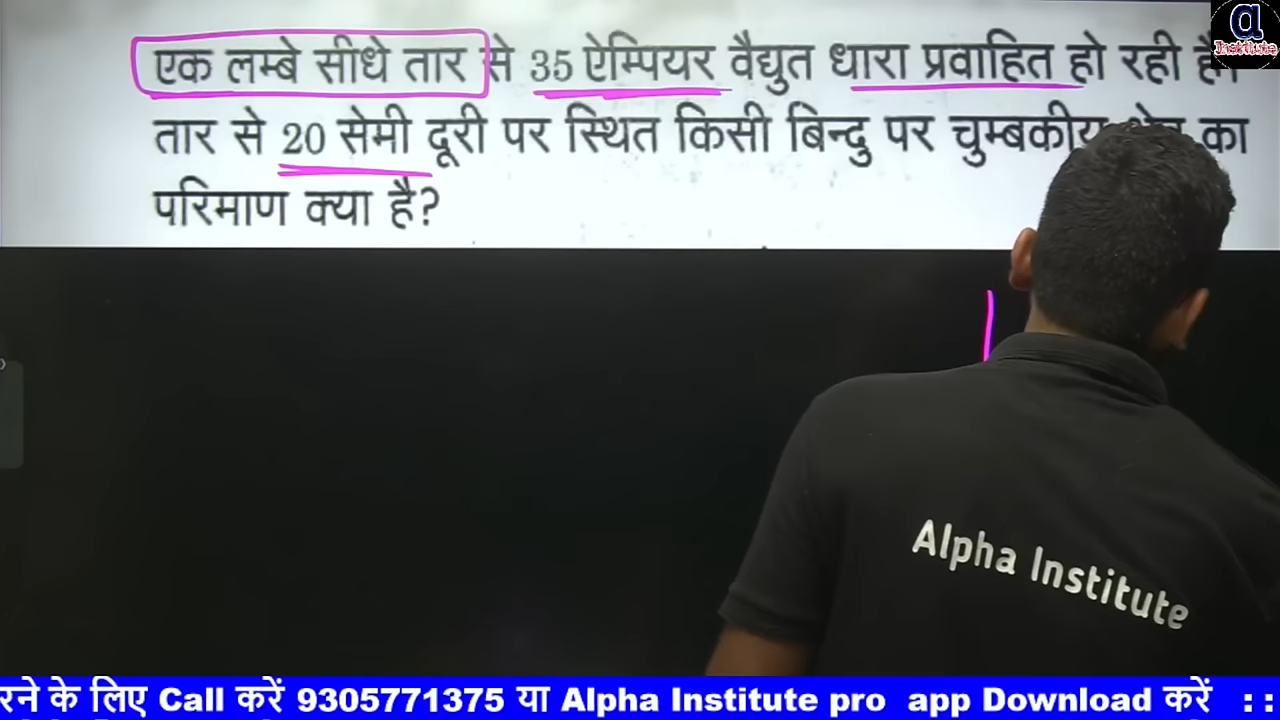 α
Institute
एक लम्बे सीधे तार से 35 ऐम्पियर वैद्युत धारा प्रवाहित हो रही है।
तार से 20 सेमी दूरी पर स्थित किसी बिन्दु पर चुम्बकीय का
परिमाण क्या है?
Alpha Institute
रने के लिए Call करें 9305771375 या Alpha Institute pro app Download करें : :